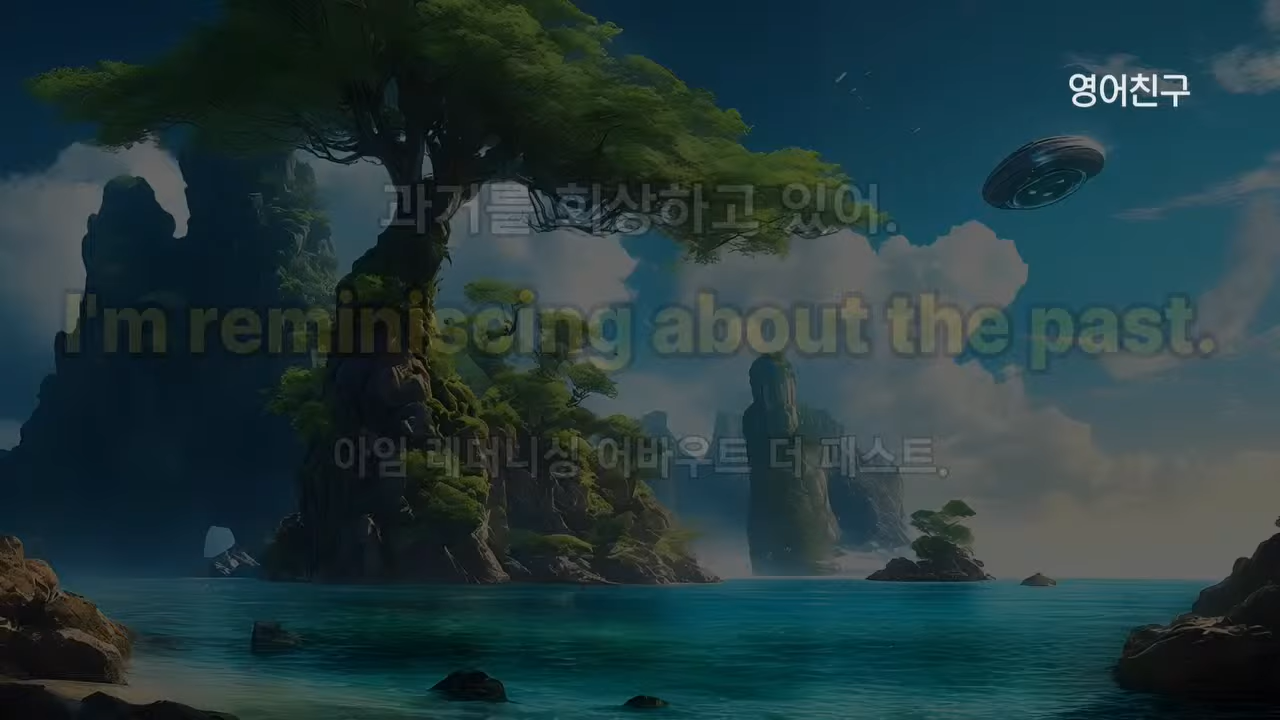 영어친구
과거를 회상하고 있어.
I'm reminiscing about the past.
아임 레머니싱 어바우트 더 패스트.